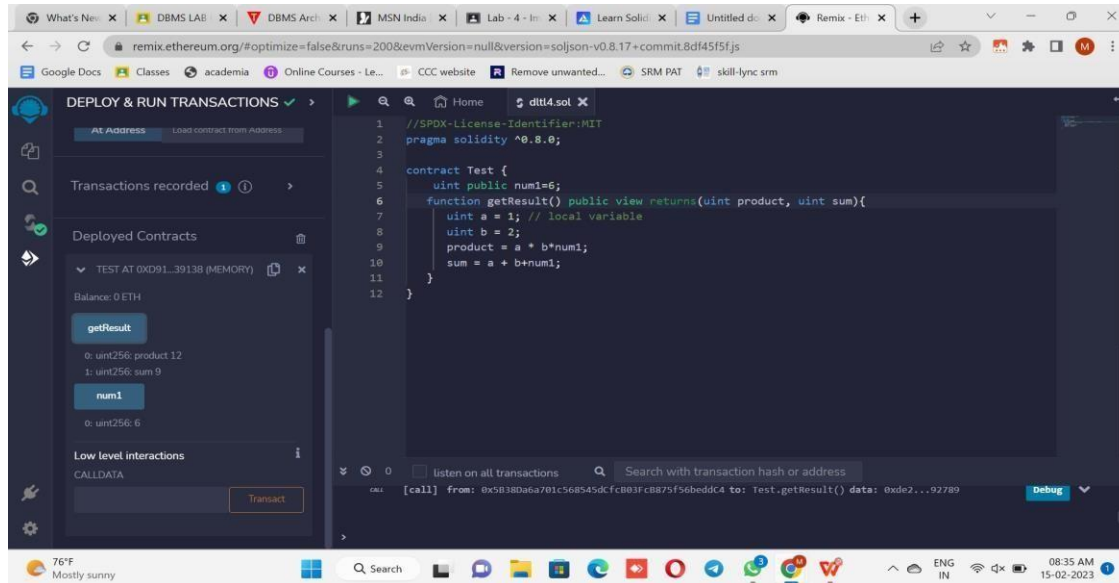 What's New
DBMS LAB
DBMS Arch
MSN India
Lab - 4 - Im
Learn Solid
Untitled do
Remix - Eth
remix.ethereum.org/#optimize=false&runs=200&evmVersion=null&version=soljson-v0.8.17+commit.8df45f5f.js
M
Google Docs
Classes
academia
Online Courses - Le...
CCC website
Remove unwanted...
SRM PAT
skill-lync srm
DEPLOY & RUN TRANSACTIONS
Home
dltl4.sol
At Address
Load contract from Address
Transactions recorded 1
Deployed Contracts
TEST AT 0XD91...39138 (MEMORY)
Balance: 0 ETH
getResult
0: uint256: product 12
1: uint256: sum 9
num1
0: uint256: 6
Low level interactions
CALLDATA
Transact
1 //SPDX-License-Identifier:MIT
2 pragma solidity ^0.8.0;
3
4 contract Test {
5 uint public num1=6;
6 function getResult() public view returns(uint product, uint sum){
7 uint a = 1; // local variable
8 uint b = 2;
9 product = a * b*num1;
10 sum = a + b+num1;
11 }
12 }
0
listen on all transactions
Search with transaction hash or address
CALL [call] from: 0x5B38Da6a701c568545dCfcB03FcB875f56beddC4 to: Test.getResult() data: 0xde2...92789
Debug
>
76°F
Mostly sunny
Search
3
ENG
IN
08:35 AM
15-02-2023
1